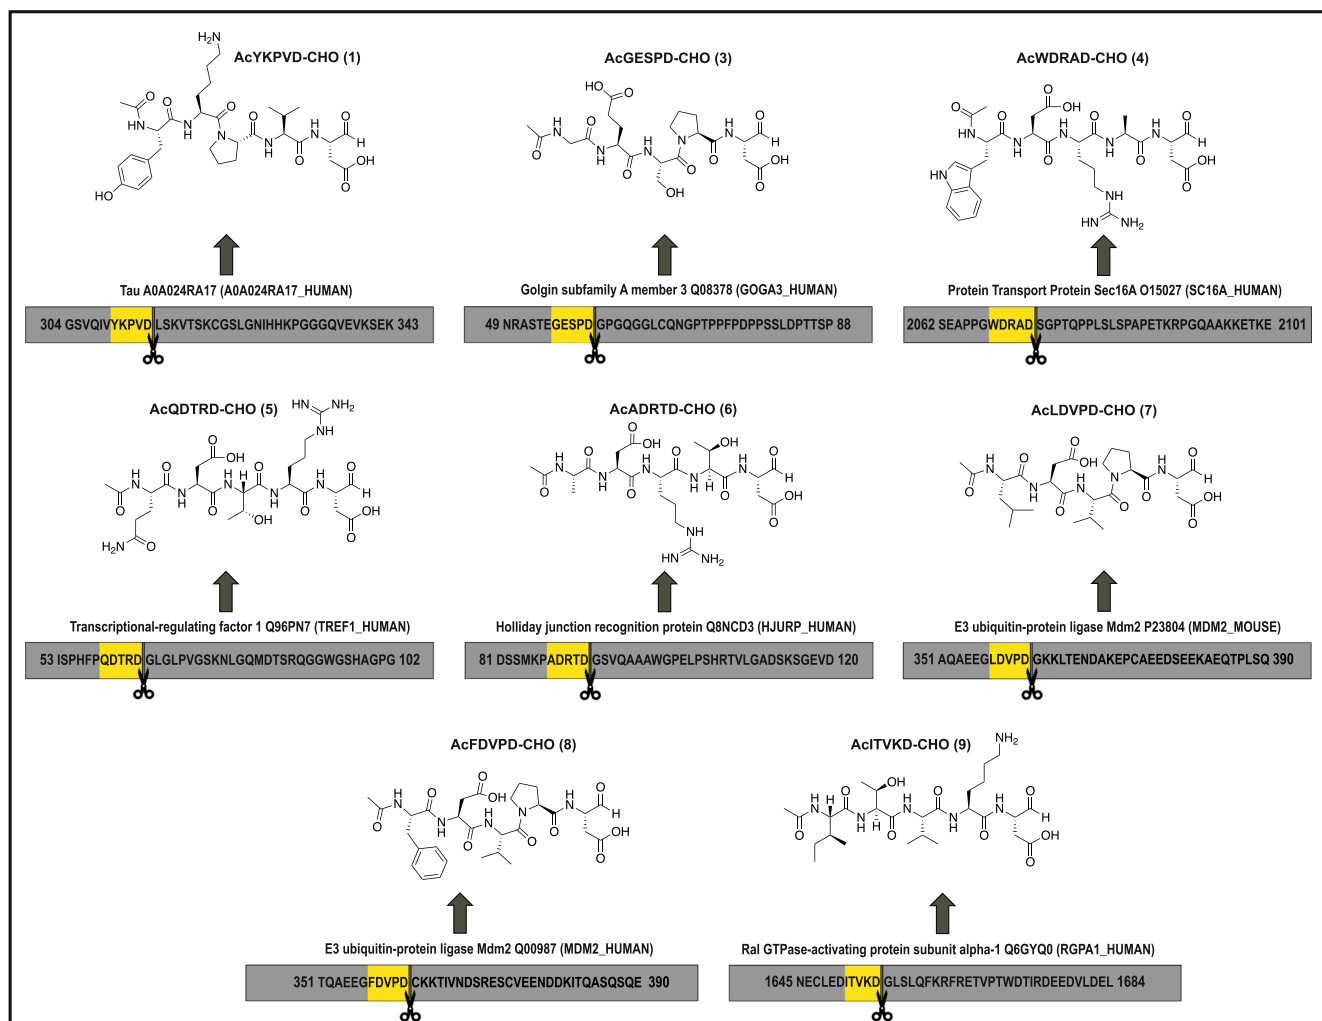 AcYKPVD-CHO (1)
AcGESPD-CHO (3)
AcWDRAD-CHO (4)
Tau A0A024RA17 (A0A024RA17_HUMAN)
304 GSVQIVYKPVDLSKVTSKCGSLGNIHHKPGGGQVEVKSEK 343
Golgin subfamily A member 3 Q08378 (GOGA3_HUMAN)
49 NRASTEGESPDGPGQGGLCQNGPTPPFPDPPSSLDPTTSP 88
Protein Transport Protein Sec16A O15027 (SC16A_HUMAN)
2062 SEAPPGWDRADSGPTQPPLSLSPAPETKRPGQAAKKETKE 2101
AcQDTRD-CHO (5)
AcADRTD-CHO (6)
AcLDVPD-CHO (7)
Transcriptional-regulating factor 1 Q96PN7 (TREF1_HUMAN)
53 ISPHFPQDTRDGLGLPVGSKNLGQMDTSRQGGWGSHAGPG 102
Holliday junction recognition protein Q8NCD3 (HJURP_HUMAN)
81 DSSMKPADRTDGSVQAAAWGPELPSHRTVLGADSKSGEVD 120
E3 ubiquitin-protein ligase Mdm2 P23804 (MDM2_MOUSE)
351 AQAEEGLDVPDGKKLTENDAKEPCAEEDSEEKAEQTPLSQ 390
AcFDVPD-CHO (8)
AcITVKD-CHO (9)
E3 ubiquitin-protein ligase Mdm2 Q00987 (MDM2_HUMAN)
351 TQAEEGFDVPDCKKTIVNDSRESCVEENDDKITQASQSQE 390
Ral GTPase-activating protein subunit alpha-1 Q6GYQ0 (RGPA1_HUMAN)
1645 NECLEDITVKDGLSLQFKRFRETVPTWDTIRDEEDVLDEL 1684